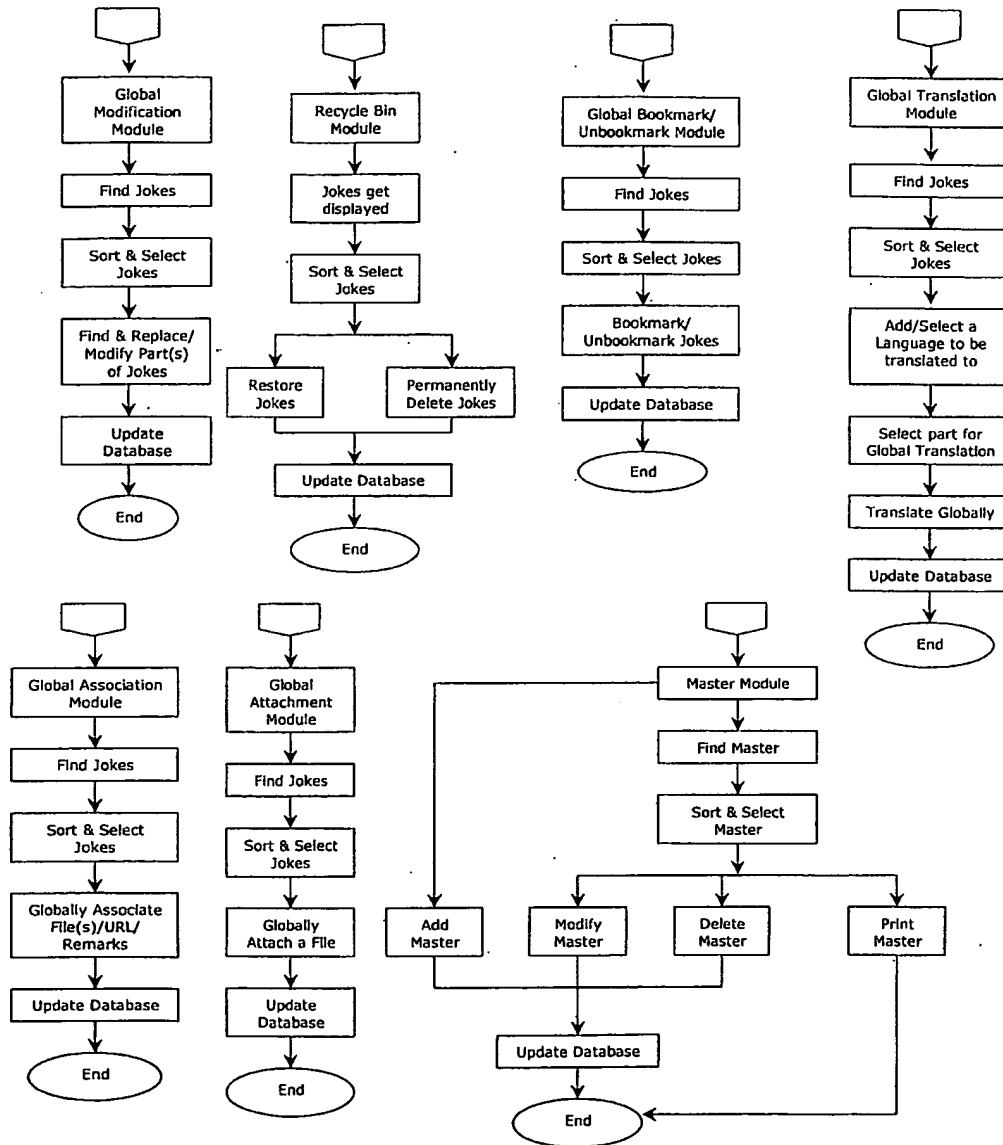 Global
Modification
Module
Find Jokes
Sort & Select
Jokes
Find & Replace/
Modify Part(s)
of Jokes
Update
Database
End
Recycle Bin
Module
Jokes get
displayed
Sort & Select
Jokes
Restore
Jokes
Permanently
Delete Jokes
Update Database
End
Global Bookmark/
Unbookmark Module
Find Jokes
Sort & Select Jokes
Bookmark/
Unbookmark Jokes
Update Database
End
Global Translation
Module
Find Jokes
Sort & Select
Jokes
Add/Select a
Language to be
translated to
Select part for
Global Translation
Translate Globally
Update Database
End
Global Association
Module
Find Jokes
Sort & Select
Jokes
Globally Associate
File(s)/URL/
Remarks
Update Database
End
Global
Attachment
Module
Find Jokes
Sort & Select
Jokes
Globally
Attach a File
Update
Database
End
Master Module
Find Master
Sort & Select
Master
Add
Master
Modify
Master
Delete
Master
Print
Master
Update Database
End